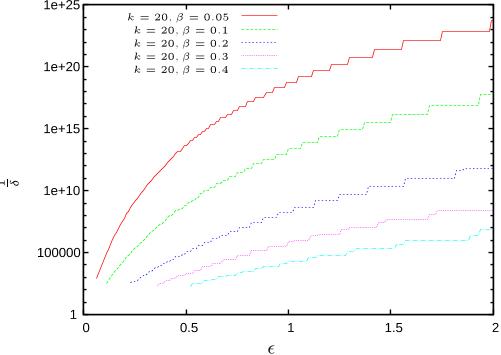 1e+25
k = 20, β = 0.05
k = 20, β = 0.1
k = 20, β = 0.2
k = 20, β = 0.3
k = 20, β = 0.4
1e+20
1e+15
1e+10
100000
1
δ
0 0.5 1 1.5 2
ϵ